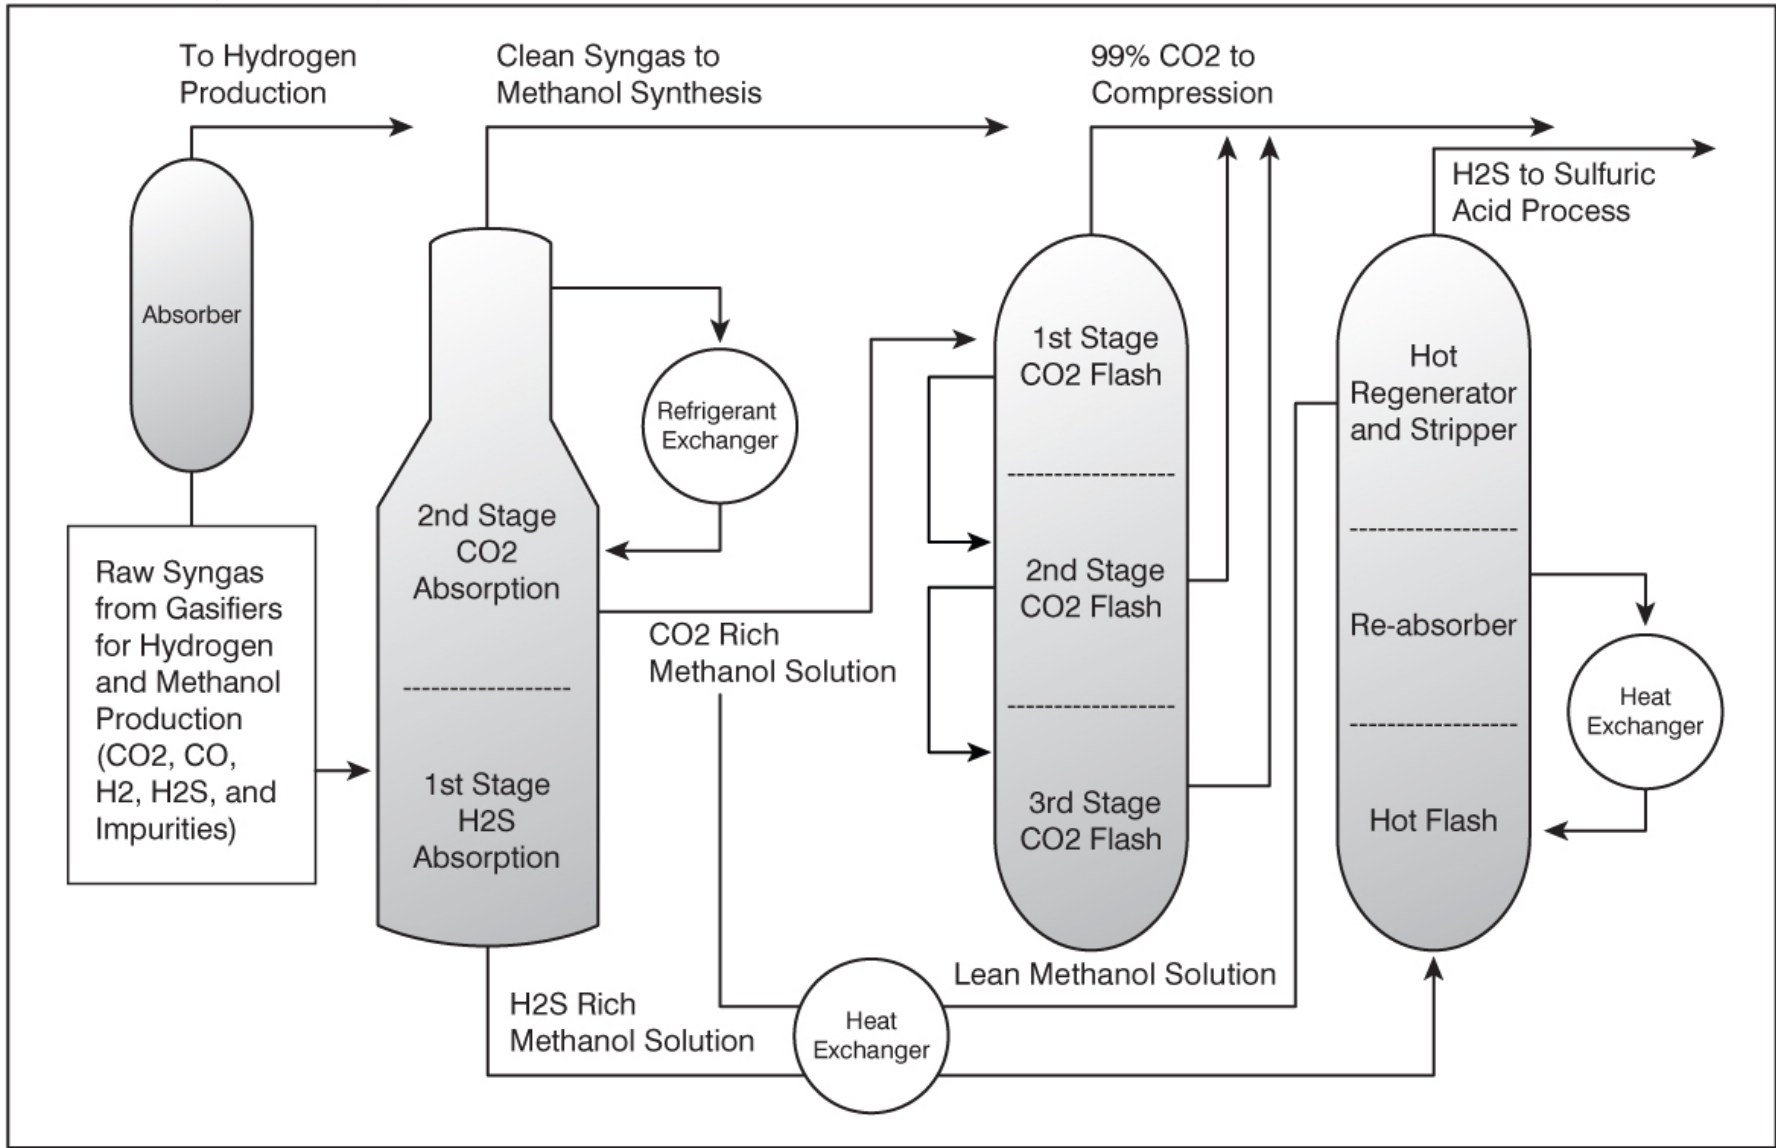 To Hydrogen
Production
Clean Syngas to
Methanol Synthesis
99% CO2 to
Compression
H2S to Sulfuric
Acid Process
Absorber
Refrigerant
Exchanger
1st Stage
CO2 Flash
Hot
Regenerator
and Stripper
2nd Stage
CO2
Absorption
Raw Syngas
from Gasifiers
for Hydrogen
and Methanol
Production
(CO2, CO,
H2, H2S, and
Impurities)
CO2 Rich
Methanol Solution
2nd Stage
CO2 Flash
Re-absorber
Heat
Exchanger
1st Stage
H2S
Absorption
3rd Stage
CO2 Flash
Hot Flash
Lean Methanol Solution
H2S Rich
Methanol Solution
Heat
Exchanger